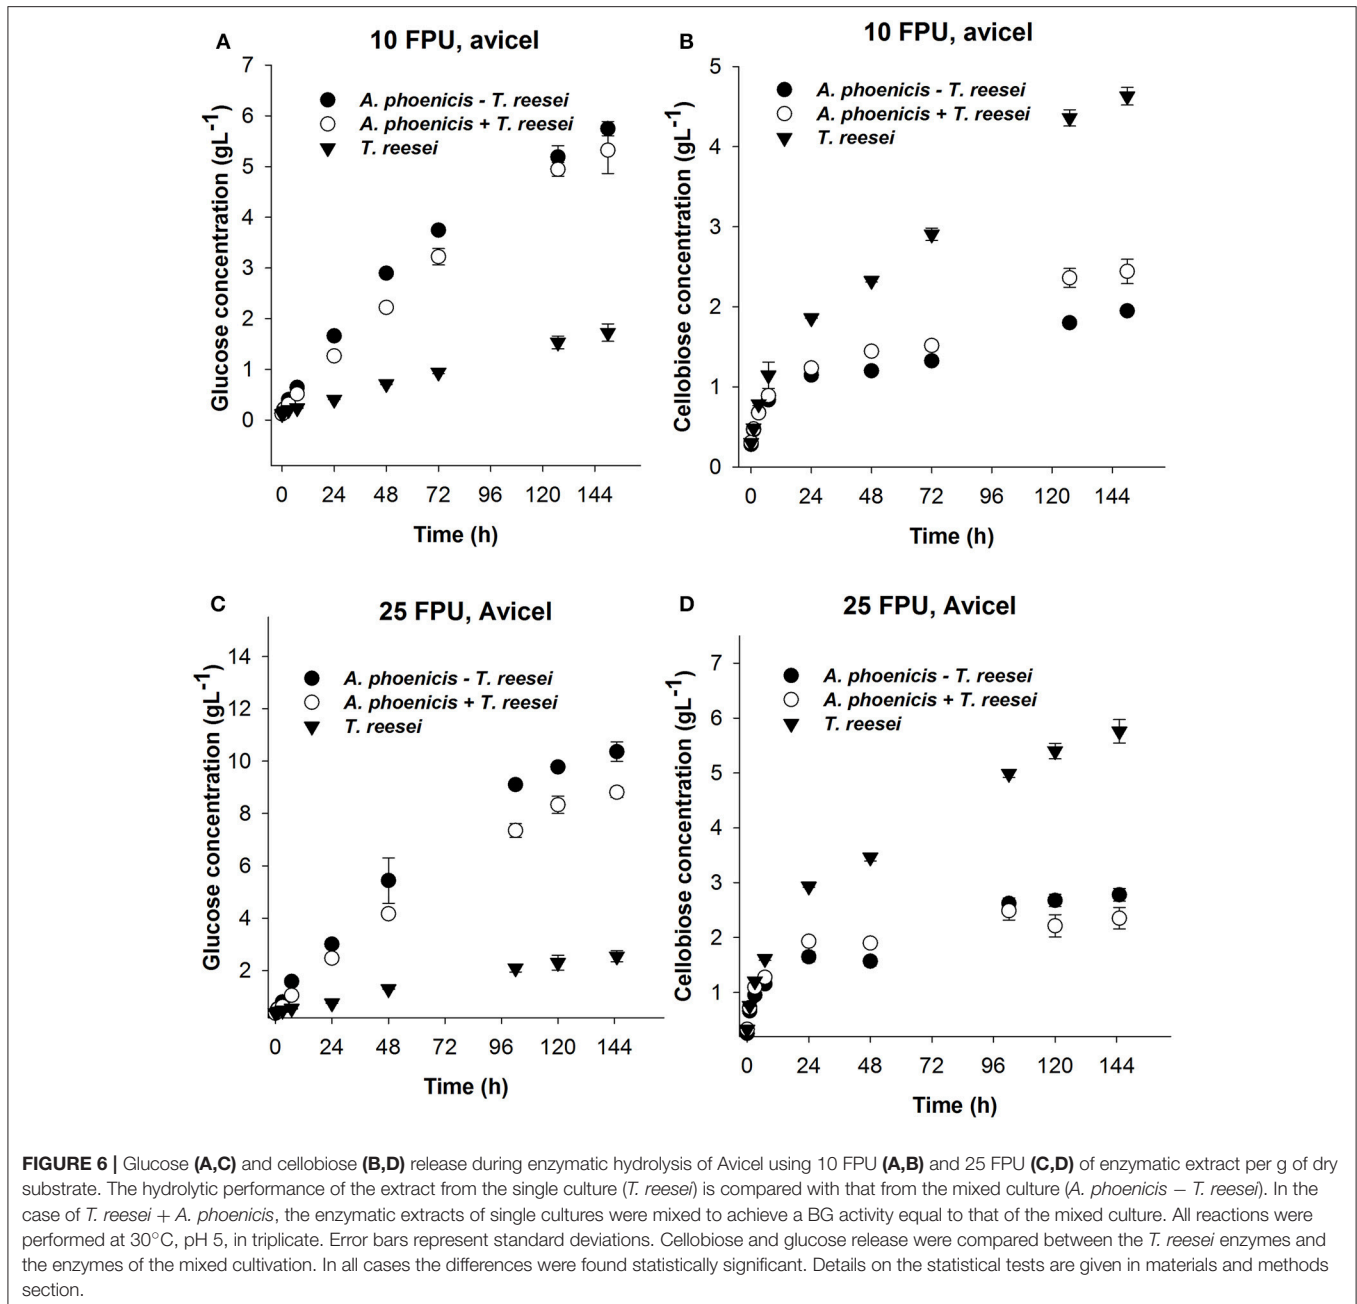 A
10 FPU, avicel
Glucose concentration (gL-1)
7
6
5
4
3
2
1
0
A. phoenicis - T. reesei
A. phoenicis + T. reesei
T. reesei
0 24 48 72 96 120 144
Time (h)
B
10 FPU, avicel
Cellobiose concentration (gL-1)
5
4
3
2
1
0
A. phoenicis - T. reesei
A. phoenicis + T. reesei
T. reesei
0 24 48 72 96 120 144
Time (h)
C
25 FPU, Avicel
Glucose concentration (gL-1)
14
12
10
8
6
4
2
A. phoenicis - T. reesei
A. phoenicis + T. reesei
T. reesei
0 24 48 72 96 120 144
Time (h)
D
25 FPU, Avicel
Cellobiose concentration (gL-1)
7
6
5
4
3
2
1
A. phoenicis - T. reesei
A. phoenicis + T. reesei
T. reesei
0 24 48 72 96 120 144
Time (h)
FIGURE 6 | Glucose (A,C) and cellobiose (B,D) release during enzymatic hydrolysis of Avicel using 10 FPU (A,B) and 25 FPU (C,D) of enzymatic extract per g of dry
substrate. The hydrolytic performance of the extract from the single culture (T. reesei) is compared with that from the mixed culture (A. phoenicis − T. reesei). In the
case of T. reesei + A. phoenicis, the enzymatic extracts of single cultures were mixed to achieve a BG activity equal to that of the mixed culture. All reactions were
performed at 30°C, pH 5, in triplicate. Error bars represent standard deviations. Cellobiose and glucose release were compared between the T. reesei enzymes and
the enzymes of the mixed cultivation. In all cases the differences were found statistically significant. Details on the statistical tests are given in materials and methods
section.